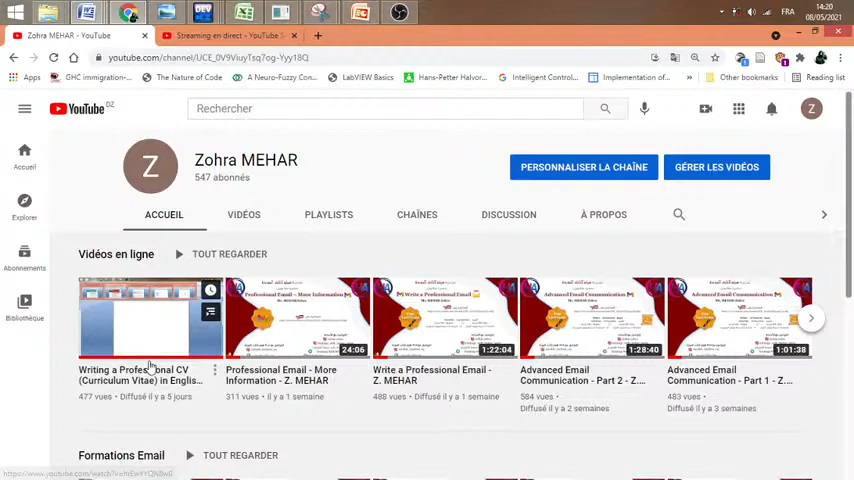 14:20
FRA
08/05/2021
Zohra MEHAR - YouTube
Streaming en direct - YouTube S
youtube.com/channel/UCE_0V9ViuyTsq7og-Yyy18Q
Apps
GHC immigration-...
The Nature of Code
A Neuro-Fuzzy Con...
LabVIEW Basics
Hans-Petter Halvor...
Intelligent Control...
Implementation of...
Other bookmarks
Reading list
YouTube DZ
Rechercher
Z
Accueil
Explorer
Abonnements
Bibliothèque
Z
Zohra MEHAR
547 abonnés
PERSONNALISER LA CHAÎNE
GÉRER LES VIDÉOS
ACCUEIL
VIDÉOS
PLAYLISTS
CHAÎNES
DISCUSSION
À PROPOS
Vidéos en ligne
TOUT REGARDER
Professional Email - More Information
24:06
Write a Professional Email
1:22:04
Advanced Email Communication
1:28:40
Advanced Email Communication
1:01:38
Writing a Professional CV
(Curriculum Vitae) in Englis...
477 vues • Diffusé il y a 5 jours
Professional Email - More
Information - Z. MEHAR
311 vues • il y a 1 semaine
Write a Professional Email -
Z. MEHAR
488 vues • il y a 1 semaine
Advanced Email
Communication - Part 2 - Z....
584 vues •
Diffusé il y a 2 semaines
Advanced Email
Communication - Part 1 - Z....
483 vues •
Diffusé il y a 3 semaines
Formations Email
TOUT REGARDER